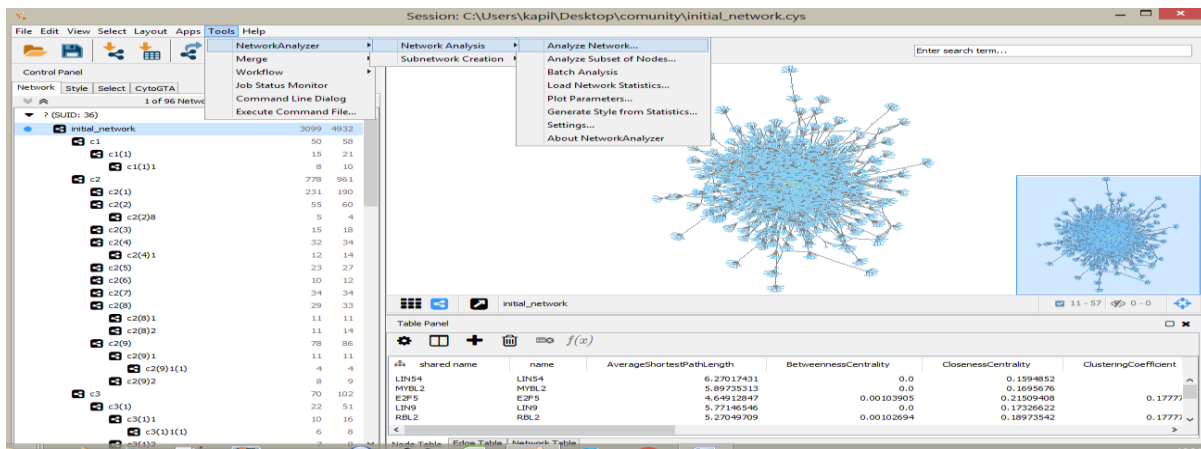 Session: C:\Users\kapil\Desktop\comunity\initial_network.cys
File Edit View Select Layout Apps Tools Help
NetworkAnalyzer
Merge
Workflow
Job Status Monitor
Command Line Dialog
Execute Command File...
Network Analysis
Subnetwork Creation
Analyze Network...
Analyze Subset of Nodes...
Batch Analysis
Load Network Statistics...
Plot Parameters...
Generate Style from Statistics...
Settings...
About NetworkAnalyzer
Enter search term...
Control Panel
Network Style Select CytoGTA
1 of 96 Netwo
? (SUID: 36)
initial_network 3099 4932
c1 50 58
c1(1) 15 21
c1(1)1 8 10
c2 778 961
c2(1) 231 190
c2(2) 55 60
c2(2)8 5 4
c2(3) 15 18
c2(4) 32 34
c2(4)1 12 14
c2(5) 23 27
c2(6) 10 12
c2(7) 34 34
c2(8) 29 33
c2(8)1 11 11
c2(8)2 11 14
c2(9) 78 86
c2(9)1 11 11
c2(9)1(1) 4 4
c2(9)2 8 9
c3 70 102
c3(1) 22 51
c3(1)1 10 16
c3(1)1(1) 6 8
c3(1)2
initial_network
11 - 57 0 - 0
Table Panel
f(x)
shared name name AverageShortestPathLength BetweennessCentrality ClosenessCentrality ClusteringCoefficient
LIN54 LIN54 6.27017431 0.0 0.1594852
MYBL2 MYBL2 5.89735313 0.0 0.1695676
E2F5 E2F5 4.64912847 0.00103905 0.21509408 0.17777
LIN9 LIN9 5.77146546 0.0 0.17326622
RBL2 RBL2 5.27049709 0.00102694 0.18973542 0.17777
Node Table Edge Table Network Table